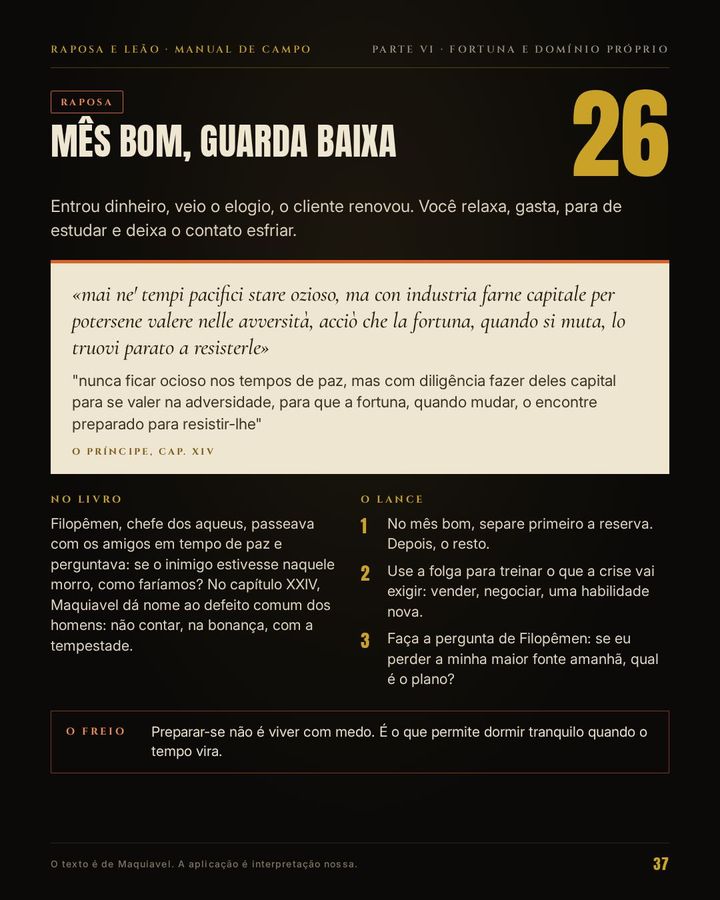 RAPOSA E LEÃO · MANUAL DE CAMPO
PARTE VI · FORTUNA E DOMÍNIO PRÓPRIO
RAPOSA
MÊS BOM, GUARDA BAIXA
26
Entrou dinheiro, veio o elogio, o cliente renovou. Você relaxa, gasta, para de
estudar e deixa o contato esfriar.
«mai ne' tempi pacifici stare ozioso, ma con industria farne capitale per
potersene valere nelle avversità, acciò che la fortuna, quando si muta, lo
truovi parato a resisterle»
"nunca ficar ocioso nos tempos de paz, mas com diligência fazer deles capital
para se valer na adversidade, para que a fortuna, quando mudar, o encontre
preparado para resistir-lhe"
O PRÍNCIPE, CAP. XIV
NO LIVRO
Filopêmen, chefe dos aqueus, passeava
com os amigos em tempo de paz e
perguntava: se o inimigo estivesse naquele
morro, como faríamos? No capítulo XXIV,
Maquiavel dá nome ao defeito comum dos
homens: não contar, na bonança, com a
tempestade.
O LANCE
1 No mês bom, separe primeiro a reserva.
Depois, o resto.
2 Use a folga para treinar o que a crise vai
exigir: vender, negociar, uma habilidade
nova.
3 Faça a pergunta de Filopêmen: se eu
perder a minha maior fonte amanhã, qual
é o plano?
O FREIO
Preparar-se não é viver com medo. É o que permite dormir tranquilo quando o
tempo vira.
O texto é de Maquiavel. A aplicação é interpretação nossa.
37